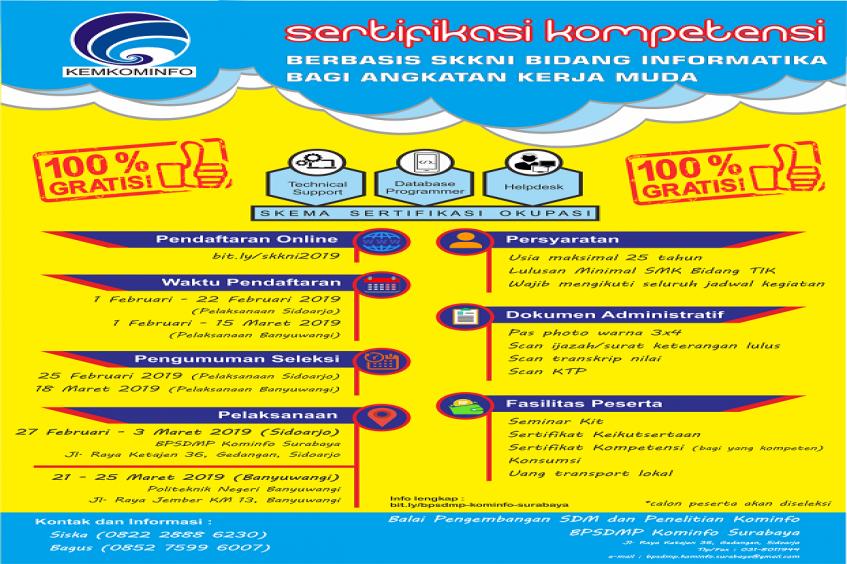 KEMKOMINFO
sertifikasi kompetensi
BERBASIS SKKNI BIDANG INFORMATIKA
BAGI ANGKATAN KERJA MUDA
100% GRATIS!
Technical Support
Database Programmer
Helpdesk
SKEMA SERTIFIKASI OKUPASI
100% GRATIS!
Pendaftaran Online
bit.ly/skkni2019
Waktu Pendaftaran
1 Februari - 22 Februari 2019
(Pelaksanaan Sidoarjo)
1 Februari - 15 Maret 2019
(Pelaksanaan Banyuwangi)
Pengumuman Seleksi
25 Februari 2019 (Pelaksanaan Sidoarjo)
18 Maret 2019 (Pelaksanaan Banyuwangi)
Pelaksanaan
27 Februari - 3 Maret 2019 (Sidoarjo)
BPSDMP Kominfo Surabaya
Jl- Raya Ketajen 36, Gedangan, Sidoarjo
21 - 25 Maret 2019 (Banyuwangi)
Politeknik Negeri Banyuwangi
Jl- Raya Jember KM 13, Banyuwangi
Persyaratan
Usia maksimal 25 tahun
Lulusan Minimal SMK Bidang TIK
Wajib mengikuti seluruh jadwal kegiatan
Dokumen Administratif
Pas photo warna 3x4
Scan ijazah/surat keterangan lulus
Scan transkrip nilai
Scan KTP
Fasilitas Peserta
Seminar Kit
Sertifikat Keikutsertaan
Sertifikat Kompetensi (bagi yang kompeten)
Konsumsi
Uang transport lokal
Info lengkap :
bit.ly/bpsdmp-kominfo-surabaya
*calon peserta akan diseleksi
Kontak dan Informasi :
Siska (0822 2888 6230)
Bagus (0852 7599 6007)
Balai Pengembangan SDM dan Penelitian Kominfo
BPSDMP Kominfo Surabaya
Jl- Raya Ketajen 36, Gedangan, Sidoarjo
Tlp/Fax : 031-8011944
e-mail : bpsdmp.kominfo.surabaya@gmail.com